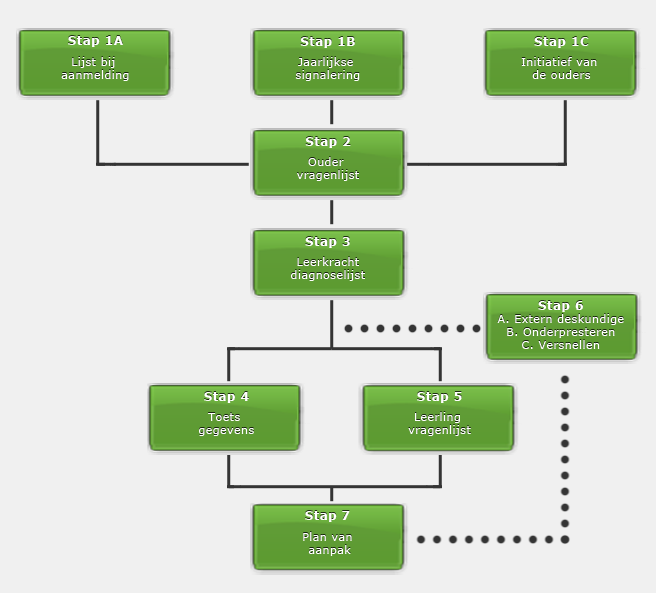 Stap 1A
Lijst bij
aanmelding
Stap 1B
Jaarlijkse
signalering
Stap 1C
Initiatief van
de ouders
Stap 2
Ouder
vragenlijst
Stap 3
Leerkracht
diagnoselijst
Stap 6
A. Extern deskundige
B. Onderpresteren
C. Versnellen
Stap 4
Toets
gegevens
Stap 5
Leerling
vragenlijst
Stap 7
Plan van
aanpak